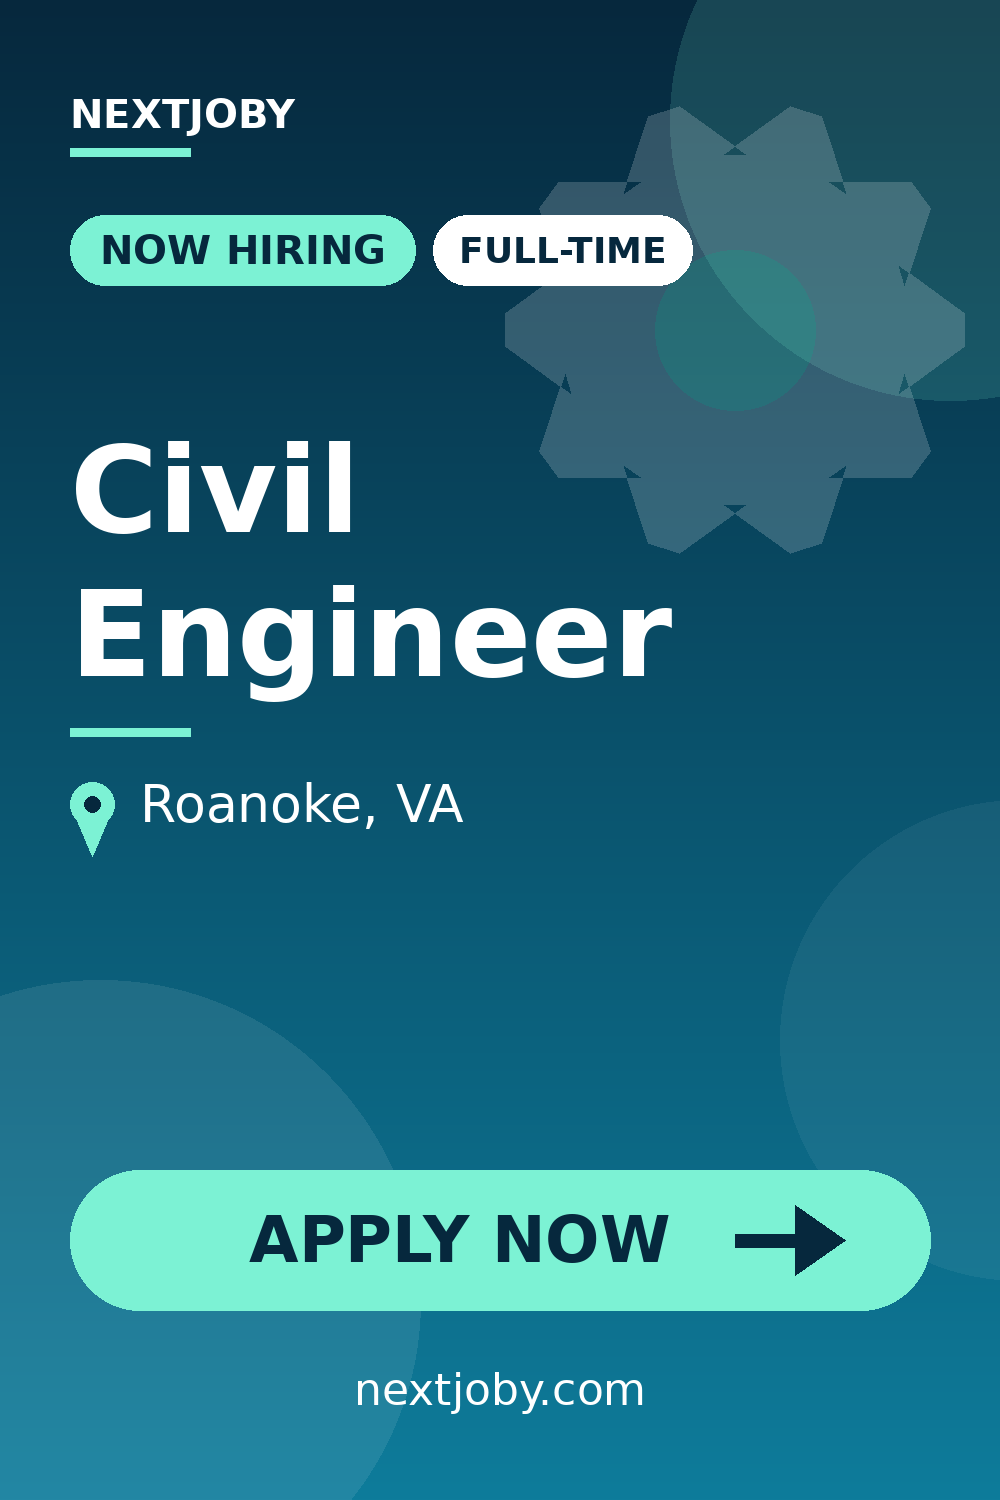 NEXTJOBY
NOW HIRING FULL-TIME
Civil
Engineer
Roanoke, VA
APPLY NOW
nextjoby.com